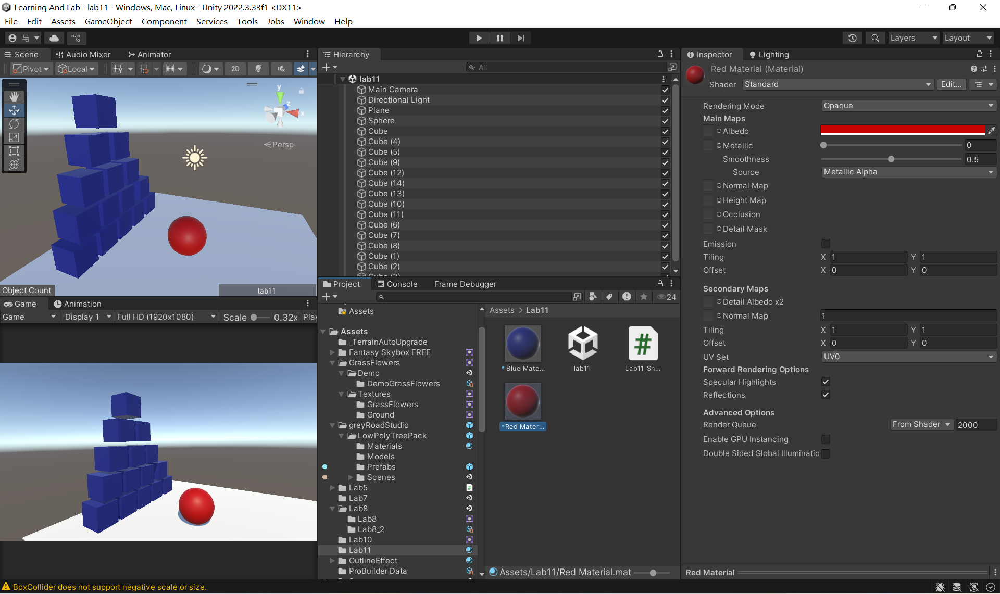 Learning And Lab - lab11 - Windows, Mac, Linux - Unity 2022.3.33f1 <DX11>
File Edit Assets GameObject Component Services Tools Jobs Window Help
马
Layers
Layout
Scene
Audio Mixer
Animator
Pivot
Local
2D
y
z
x
Persp
Object Count
lab11
Game
Animation
Game
Display 1
Full HD (1920x1080)
Scale
0.32x
Play
Hierarchy
All
lab11
Main Camera
Directional Light
Plane
Sphere
Cube
Cube (4)
Cube (5)
Cube (9)
Cube (12)
Cube (14)
Cube (13)
Cube (10)
Cube (11)
Cube (6)
Cube (7)
Cube (8)
Cube (1)
Cube (2)
Project
Console
Frame Debugger
24
Assets
Assets
_TerrainAutoUpgrade
Fantasy Skybox FREE
GrassFlowers
Demo
DemoGrassFlowers
Textures
GrassFlowers
Ground
greyRoadStudio
LowPolyTreePack
Materials
Models
Prefabs
Scenes
Lab5
Lab7
Lab8
Lab8
Lab8_2
Lab10
Lab11
OutlineEffect
ProBuilder Data
Assets > Lab11
Blue Mate...
lab11
Lab11_Sh...
Red Mater...
Assets/Lab11/Red Material.mat
Inspector
Lighting
Red Material (Material)
Shader
Standard
Edit...
Rendering Mode
Opaque
Main Maps
Albedo
Metallic
0
Smoothness
0.5
Source
Metallic Alpha
Normal Map
Height Map
Occlusion
Detail Mask
Emission
Tiling X 1 Y 1
Offset X 0 Y 0
Secondary Maps
Detail Albedo x2
Normal Map
1
Tiling X 1 Y 1
Offset X 0 Y 0
UV Set
UV0
Forward Rendering Options
Specular Highlights
Reflections
Advanced Options
Render Queue
From Shader
2000
Enable GPU Instancing
Double Sided Global Illuminatio
Red Material
BoxCollider does not support negative scale or size.